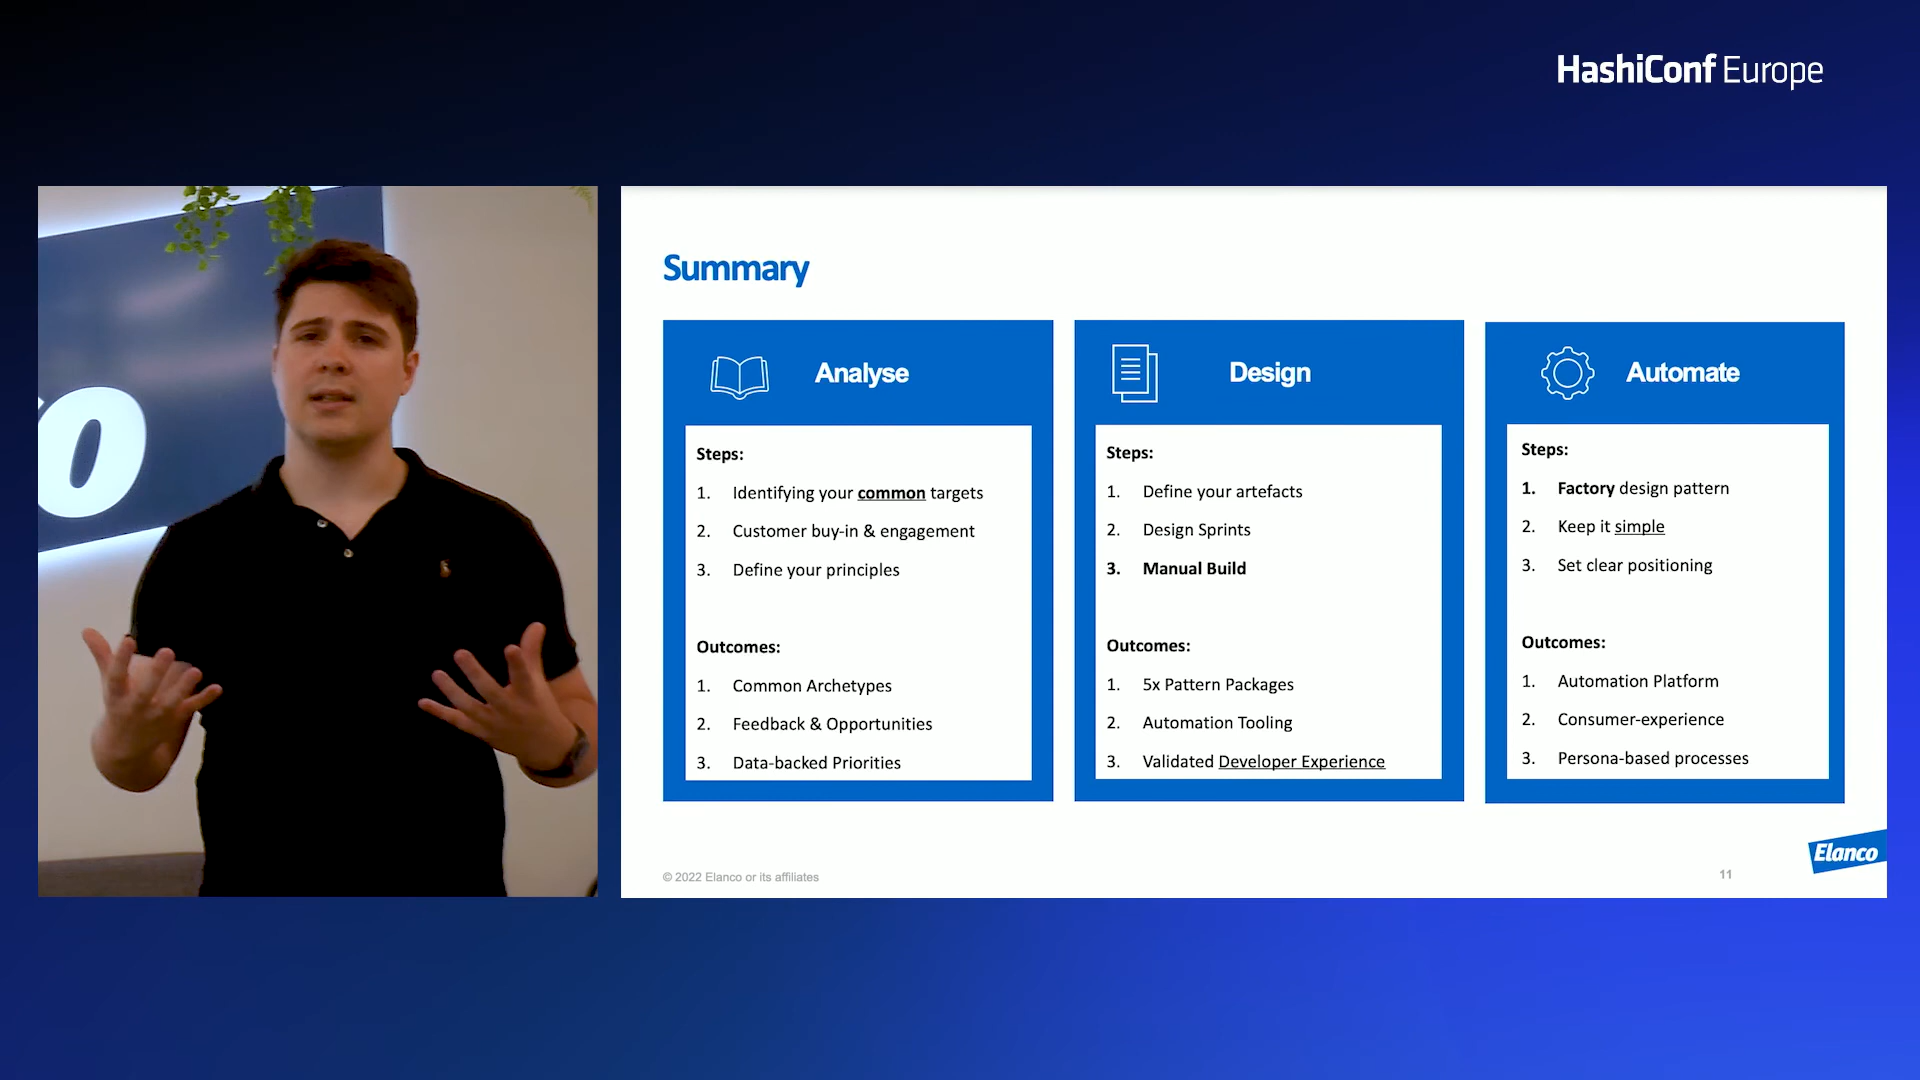 HashiConf Europe
o
Summary
Analyse
Steps:
1. Identifying your common targets
2. Customer buy-in & engagement
3. Define your principles
Outcomes:
1. Common Archetypes
2. Feedback & Opportunities
3. Data-backed Priorities
Design
Steps:
1. Define your artefacts
2. Design Sprints
3. Manual Build
Outcomes:
1. 5x Pattern Packages
2. Automation Tooling
3. Validated Developer Experience
Automate
Steps:
1. Factory design pattern
2. Keep it simple
3. Set clear positioning
Outcomes:
1. Automation Platform
2. Consumer-experience
3. Persona-based processes
© 2022 Elanco or its affiliates
11
Elanco